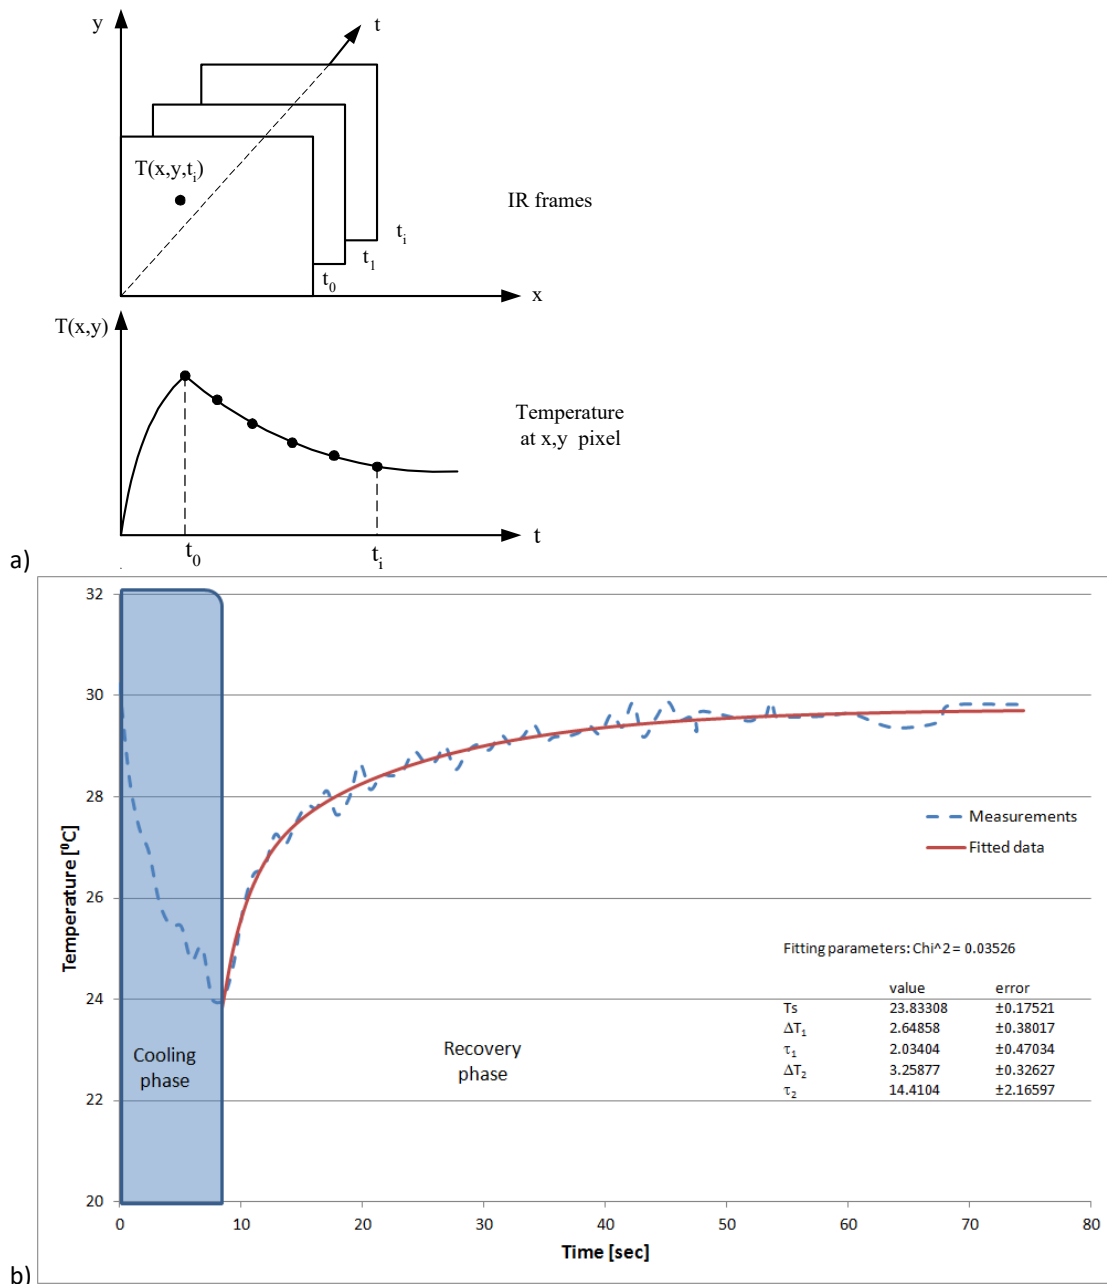 y
t
T(x,y,tᵢ)
IR frames
tᵢ
t₁
t₀
x
T(x,y)
Temperature
at x,y pixel
t
t₀
tᵢ
a)
32
30
28
26
24
22
20
Temperature [⁰C]
Measurements
Fitted data
Fitting parameters: Chi^2 = 0.03526
value error
Ts 23.83308 ±0.17521
ΔT₁ 2.64858 ±0.38017
τ₁ 2.03404 ±0.47034
ΔT₂ 3.25877 ±0.32627
τ₂ 14.4104 ±2.16597
Cooling
phase
Recovery
phase
0 10 20 30 40 50 60 70 80
Time [sec]
b)